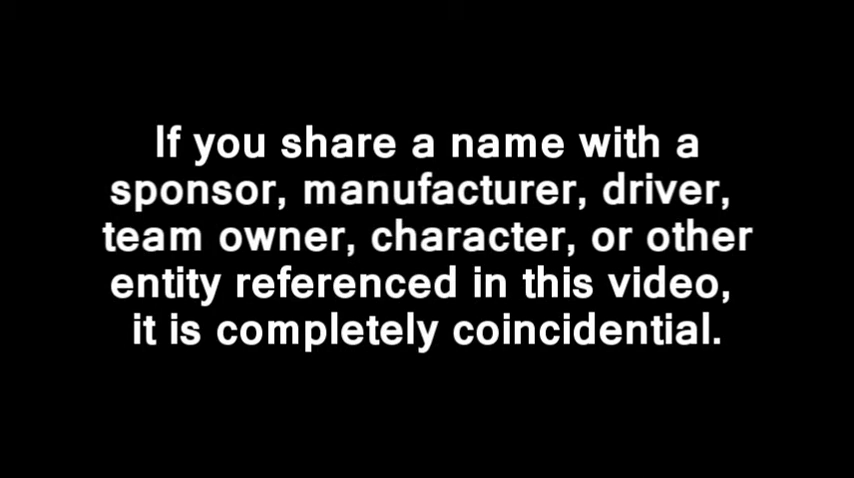 If you share a name with a
sponsor, manufacturer, driver,
team owner, character, or other
entity referenced in this video,
it is completely coincidential.